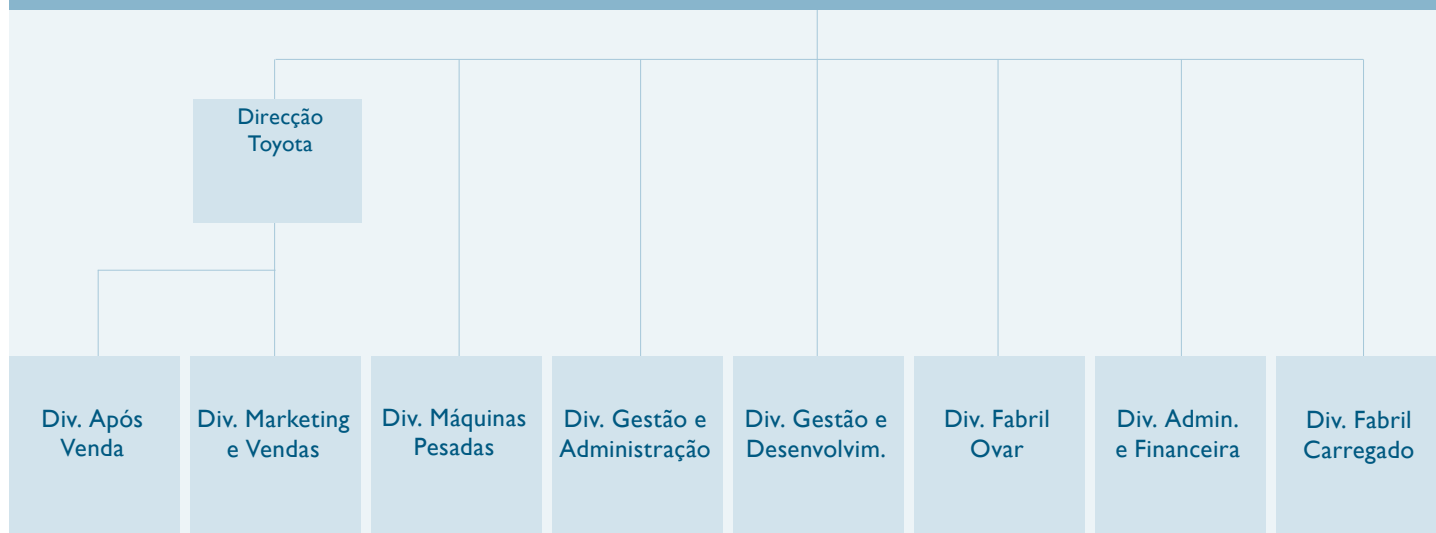 Direcção
Toyota
Div. Após
Venda
Div. Marketing
e Vendas
Div. Máquinas
Pesadas
Div. Gestão e
Administração
Div. Gestão e
Desenvolvim.
Div. Fabril
Ovar
Div. Admin.
e Financeira
Div. Fabril
Carregado